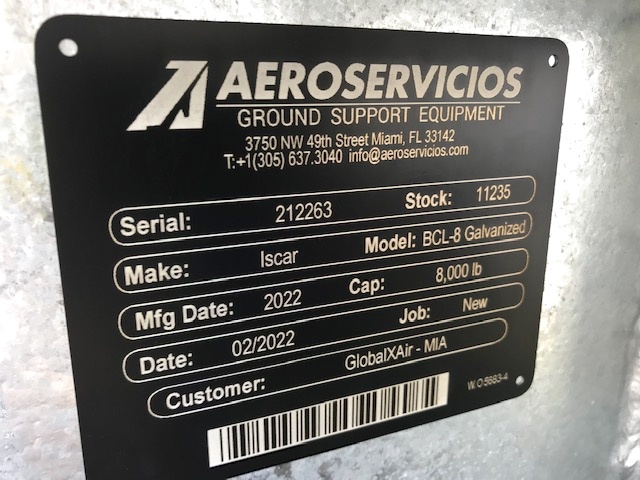 AEROSERVICIOS
GROUND SUPPORT EQUIPMENT
3750 NW 49th Street Miami, FL 33142
T:+1(305) 637.3040 info@aeroservicios.com
Serial: 212263 Stock: 11235
Make: Iscar Model: BCL-8 Galvanized
Mfg Date: 2022 Cap: 8,000 lb
Date: 02/2022 Job: New
Customer: GlobalXAir - MIA
W.O 5683-4